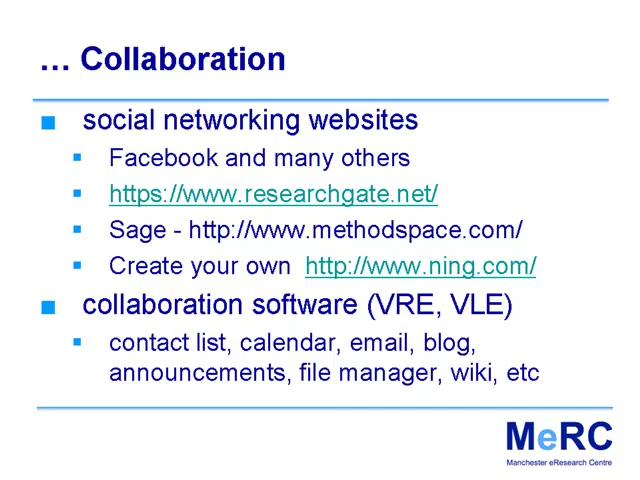 … Collaboration
■ social networking websites
▪ Facebook and many others
▪ https://www.researchgate.net/
▪ Sage - http://www.methodspace.com/
▪ Create your own http://www.ning.com/
■ collaboration software (VRE, VLE)
▪ contact list, calendar, email, blog,
announcements, file manager, wiki, etc
MeRC
Manchester eResearch Centre